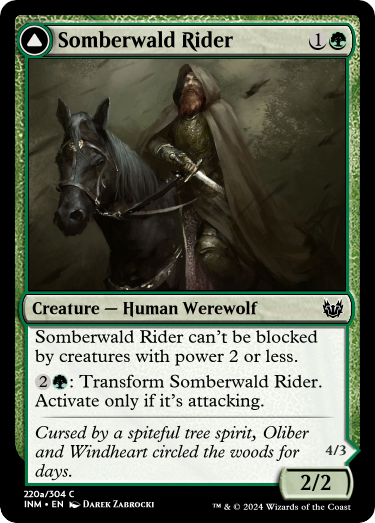 Somberwald Rider 1
Creature — Human Werewolf
Somberwald Rider can't be blocked
by creatures with power 2 or less.
2: Transform Somberwald Rider.
Activate only if it's attacking.
Cursed by a spiteful tree spirit, Oliber
and Windheart circled the woods for
days.
4/3
2/2
220a/304 C
INM • EN Darek Zabrocki
™ & © 2024 Wizards of the Coast